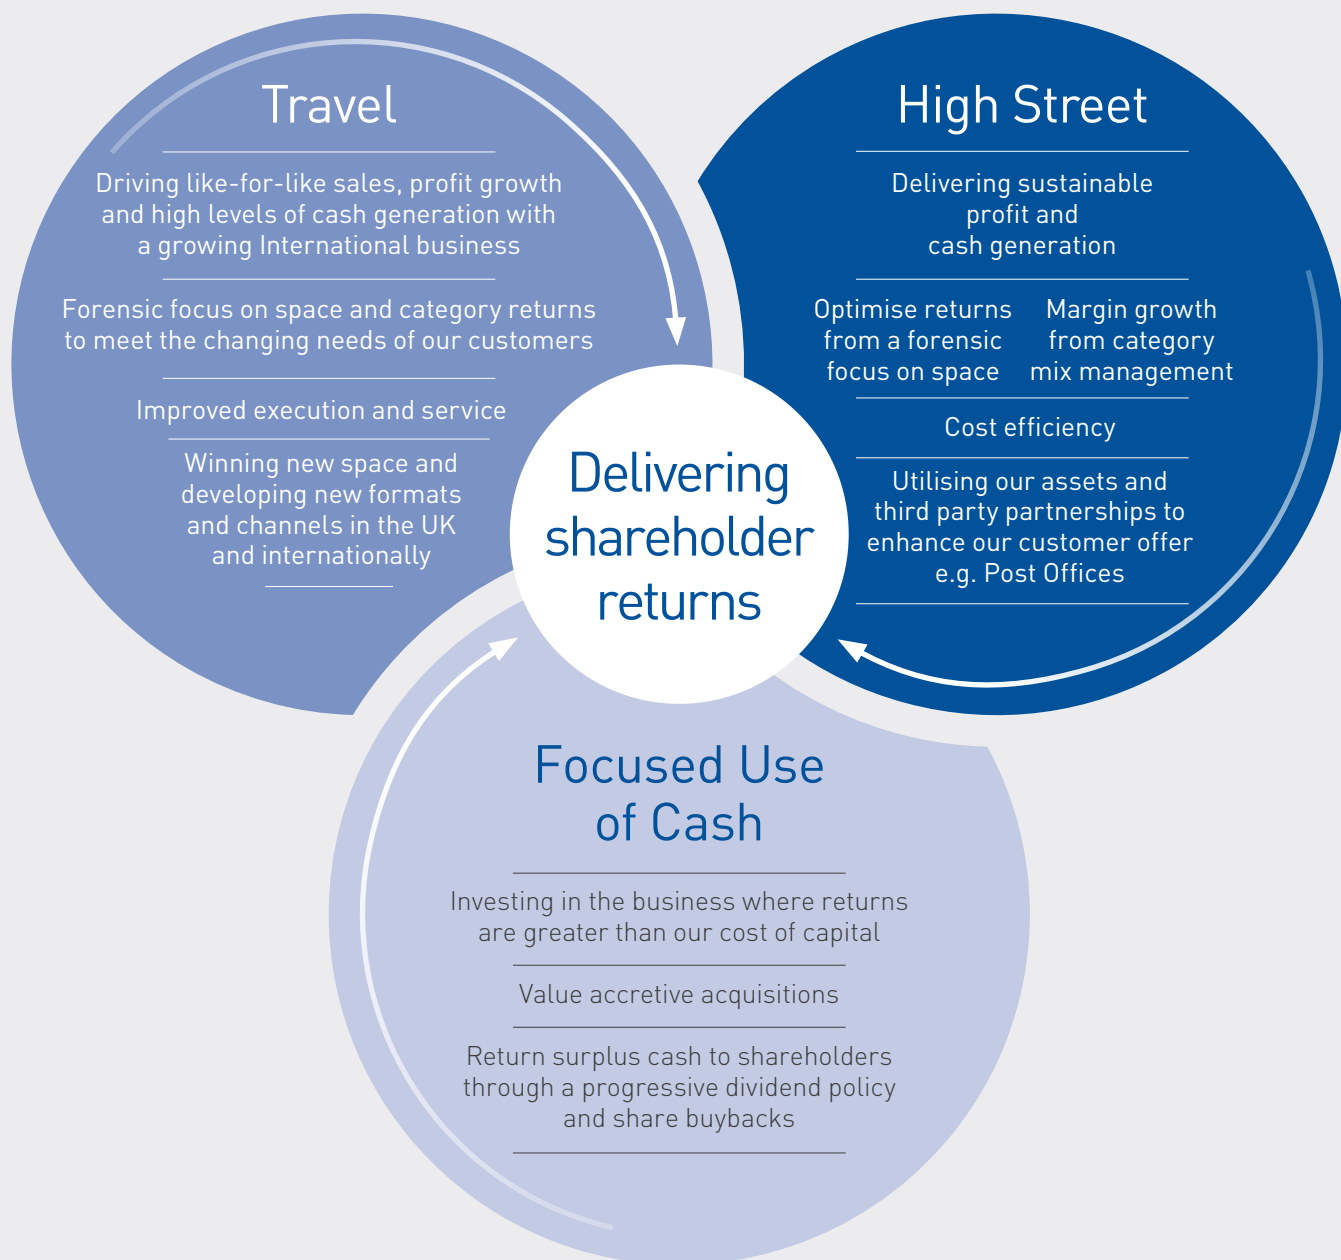 Travel
Driving like-for-like sales, profit growth
and high levels of cash generation with
a growing International business
Forensic focus on space and category returns
to meet the changing needs of our customers
Improved execution and service
Winning new space and
developing new formats
and channels in the UK
and internationally
High Street
Delivering sustainable
profit and
cash generation
Optimise returns
from a forensic
focus on space
Margin growth
from category
mix management
Cost efficiency
Utilising our assets and
third party partnerships to
enhance our customer offer
e.g. Post Offices
Delivering
shareholder
returns
Focused Use
of Cash
Investing in the business where returns
are greater than our cost of capital
Value accretive acquisitions
Return surplus cash to shareholders
through a progressive dividend policy
and share buybacks